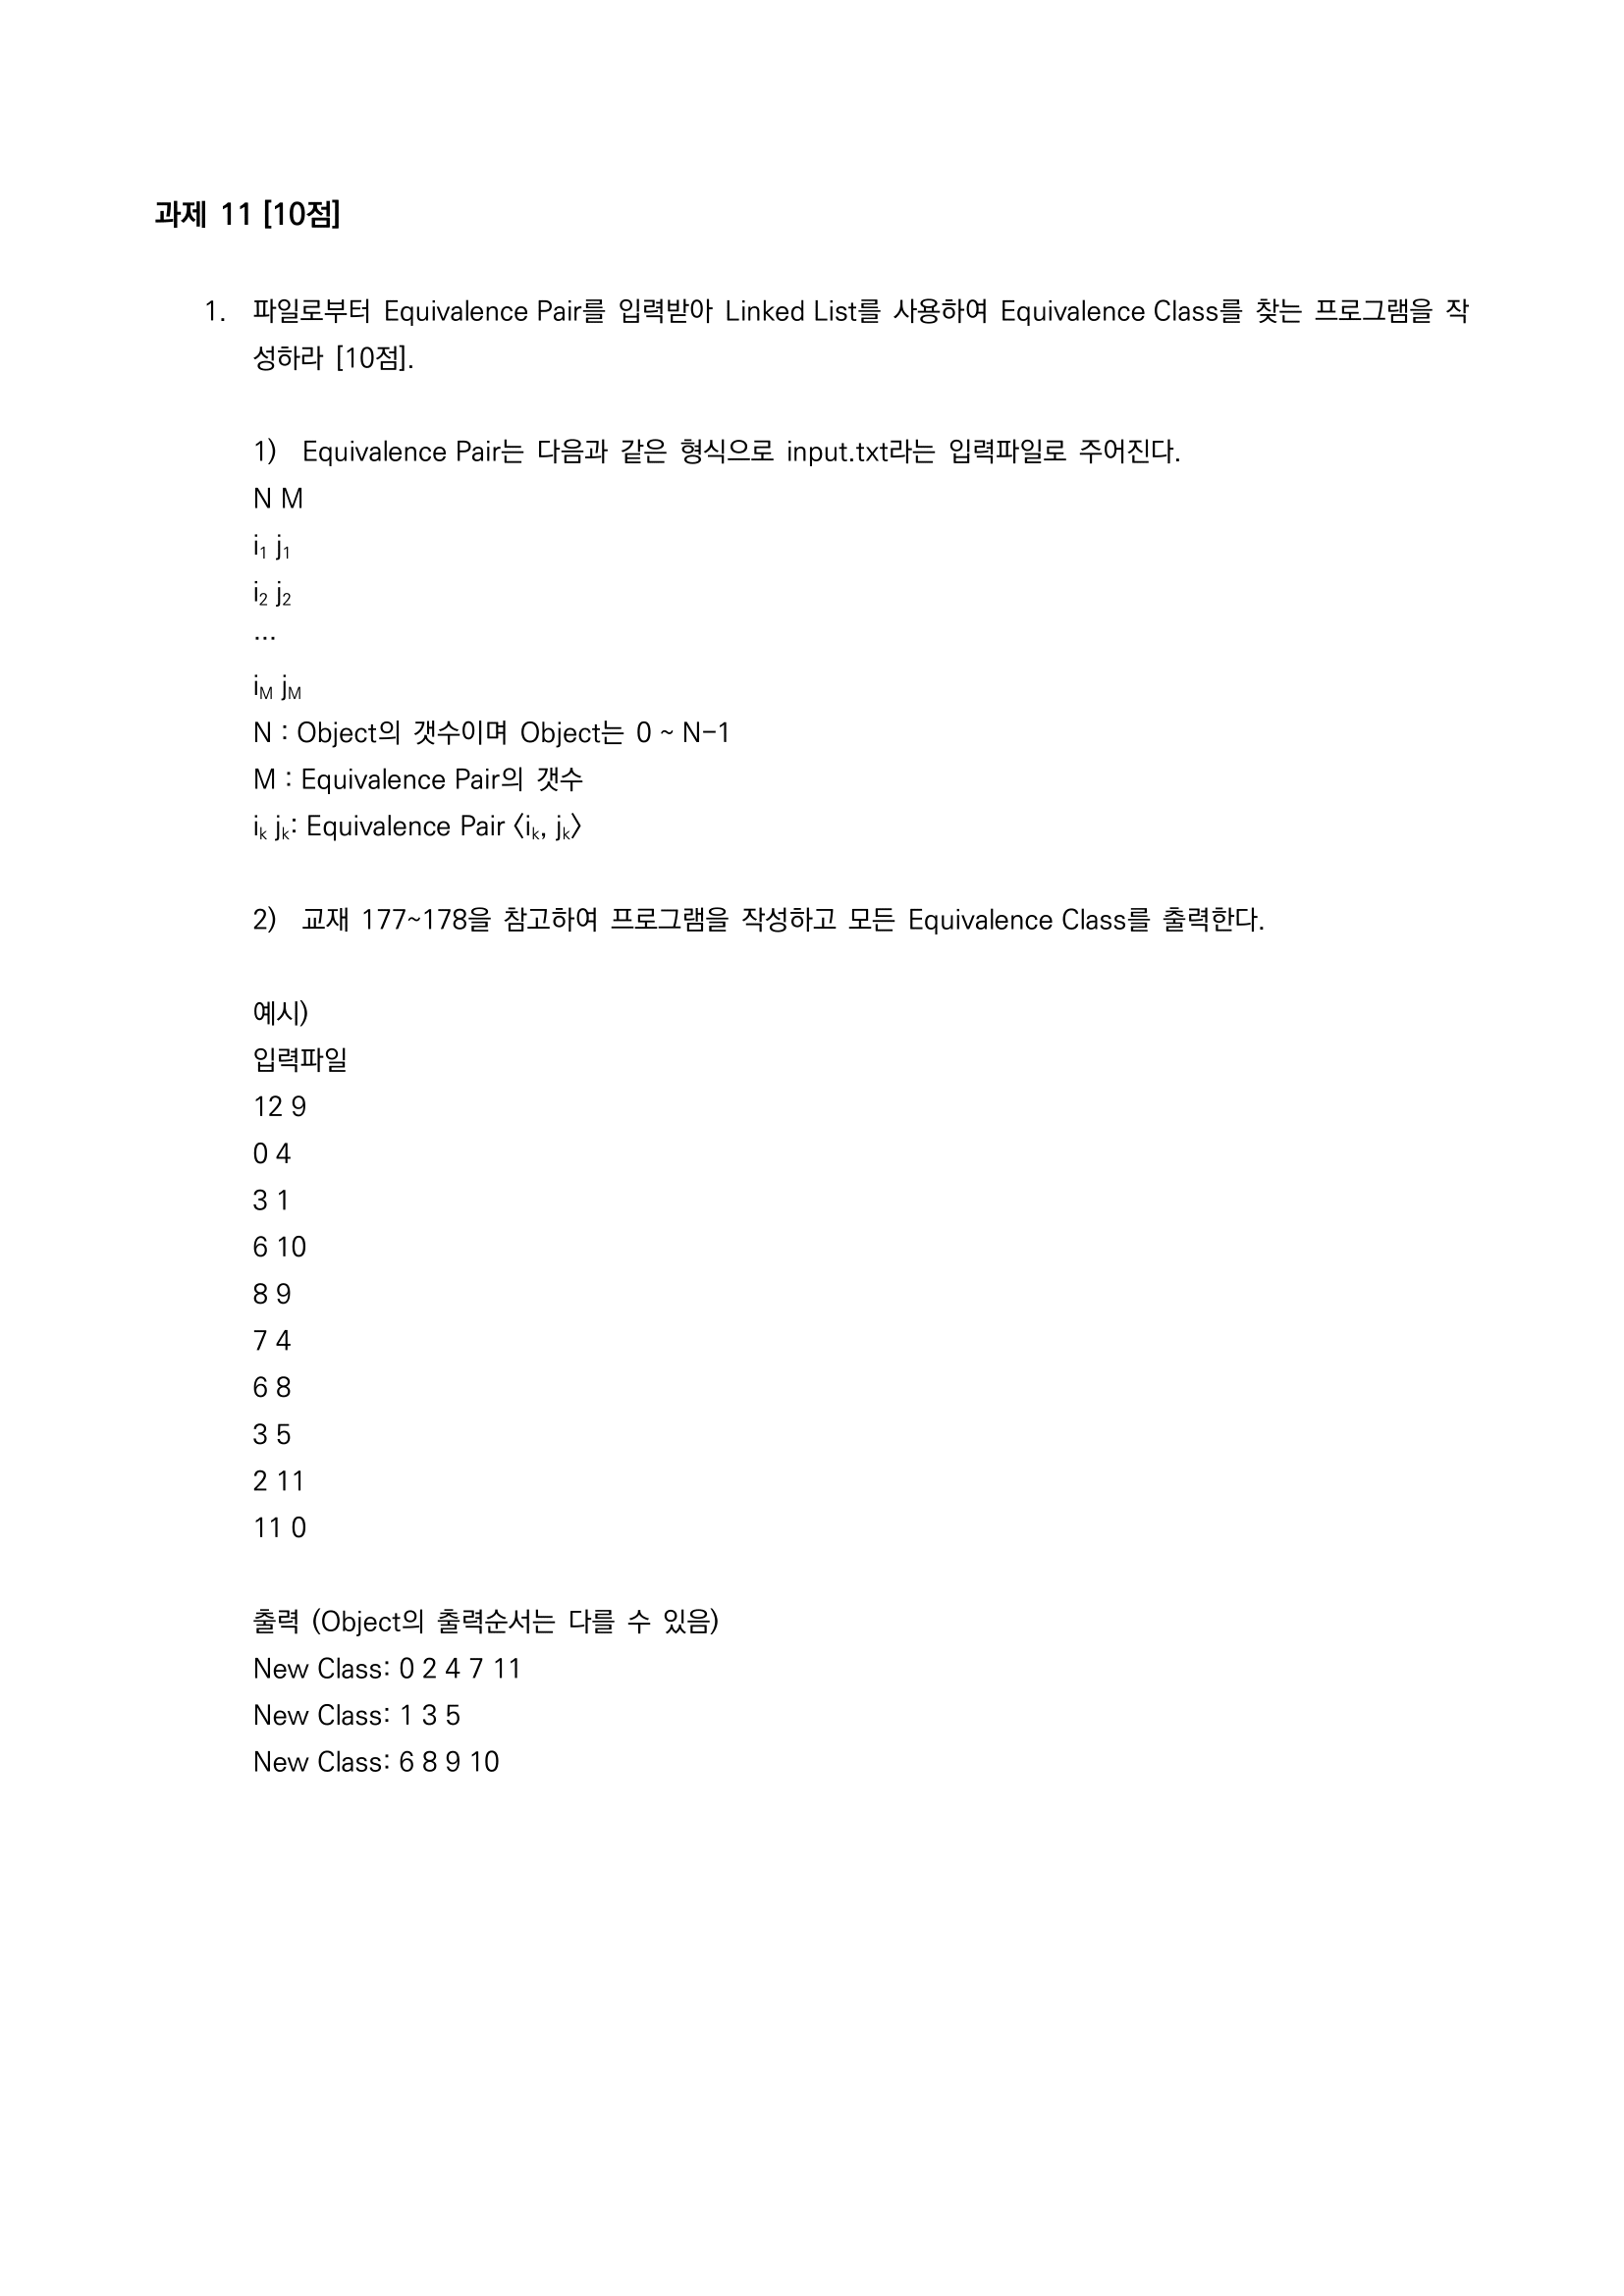 과제 11 [10점]
1. 파일로부터 Equivalence Pair를 입력받아 Linked List를 사용하여 Equivalence Class를 찾는 프로그램을 작
성하라 [10점].
1) Equivalence Pair는 다음과 같은 형식으로 input.txt라는 입력파일로 주어진다.
N M
i₁ j₁
i₂ j₂
…
i_M j_M
N : Object의 갯수이며 Object는 0 ~ N-1
M : Equivalence Pair의 갯수
iₖ jₖ: Equivalence Pair 〈iₖ, jₖ〉
2) 교재 177~178을 참고하여 프로그램을 작성하고 모든 Equivalence Class를 출력한다.
예시)
입력파일
12 9
0 4
3 1
6 10
8 9
7 4
6 8
3 5
2 11
11 0
출력 (Object의 출력순서는 다를 수 있음)
New Class: 0 2 4 7 11
New Class: 1 3 5
New Class: 6 8 9 10